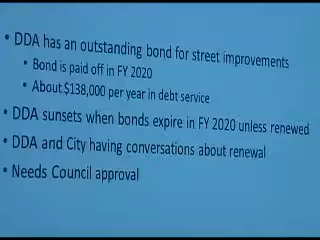 • DDA has an outstanding bond for street improvements
• Bond is paid off in FY 2020
• About $138,000 per year in debt service
• DDA sunsets when bonds expire in FY 2020 unless renewed
• DDA and City having conversations about renewal
• Needs Council approval